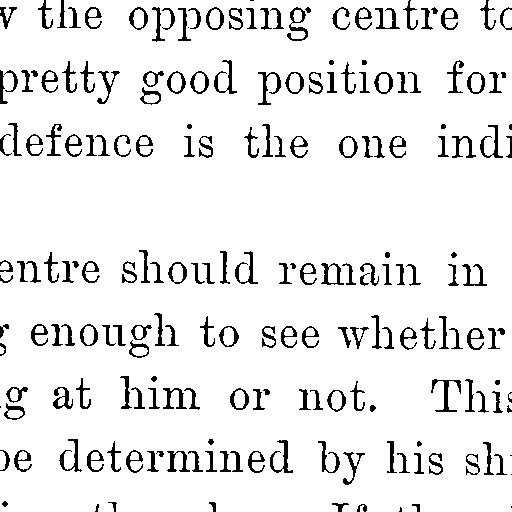 the opposing centre to
pretty good position for
defence is the one indi
entre should remain in
enough to see whether
at him or not. This
be determined by his sh